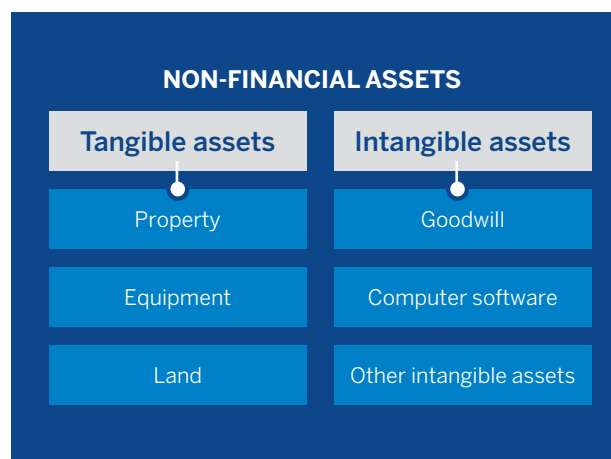 NON-FINANCIAL ASSETS
Tangible assets
Intangible assets
Property
Goodwill
Equipment
Computer software
Land
Other intangible assets